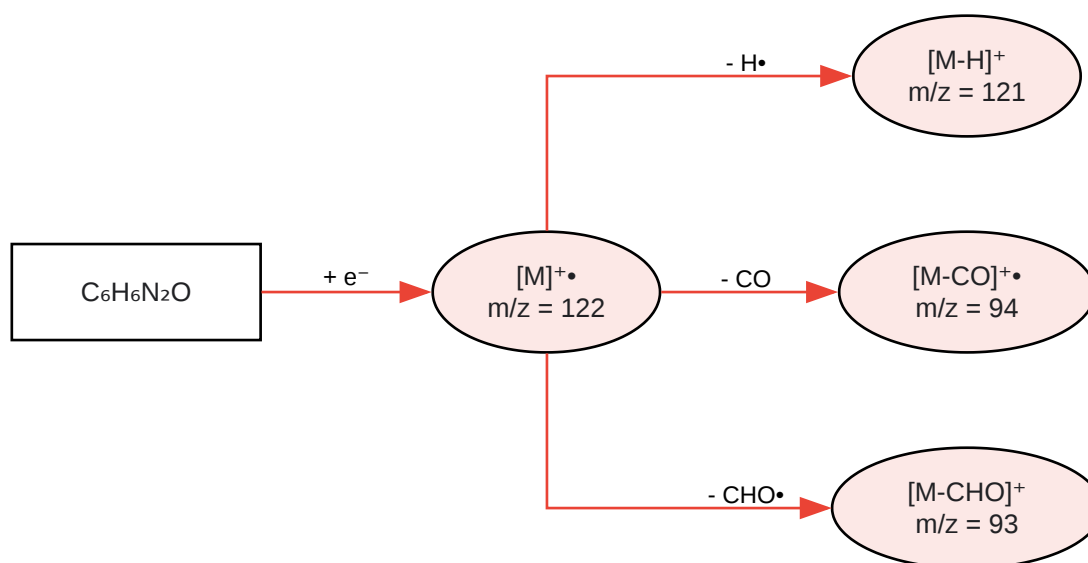 - H•
[M-H]⁺
m/z = 121
C₆H₆N₂O
+ e⁻
[M]⁺•
m/z = 122
- CO
[M-CO]⁺•
m/z = 94
- CHO•
[M-CHO]⁺
m/z = 93